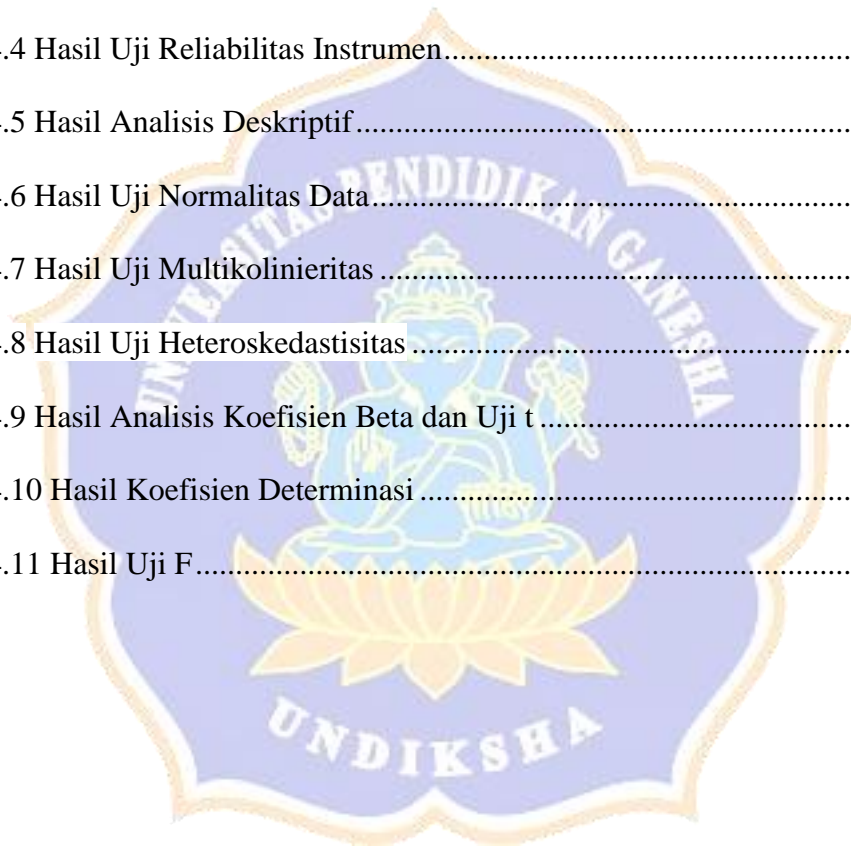 .4 Hasil Uji Reliabilitas Instrumen....................................................
.5 Hasil Analisis Deskriptif...............................................................
.6 Hasil Uji Normalitas Data.............................................................
.7 Hasil Uji Multikolinieritas............................................................
.8 Hasil Uji Heteroskedastisitas........................................................
.9 Hasil Analisis Koefisien Beta dan Uji t........................................
.10 Hasil Koefisien Determinasi.......................................................
.11 Hasil Uji F...................................................................................
UNIVERSITAS PENDIDIKAN GANESHA
UNDIKSHA